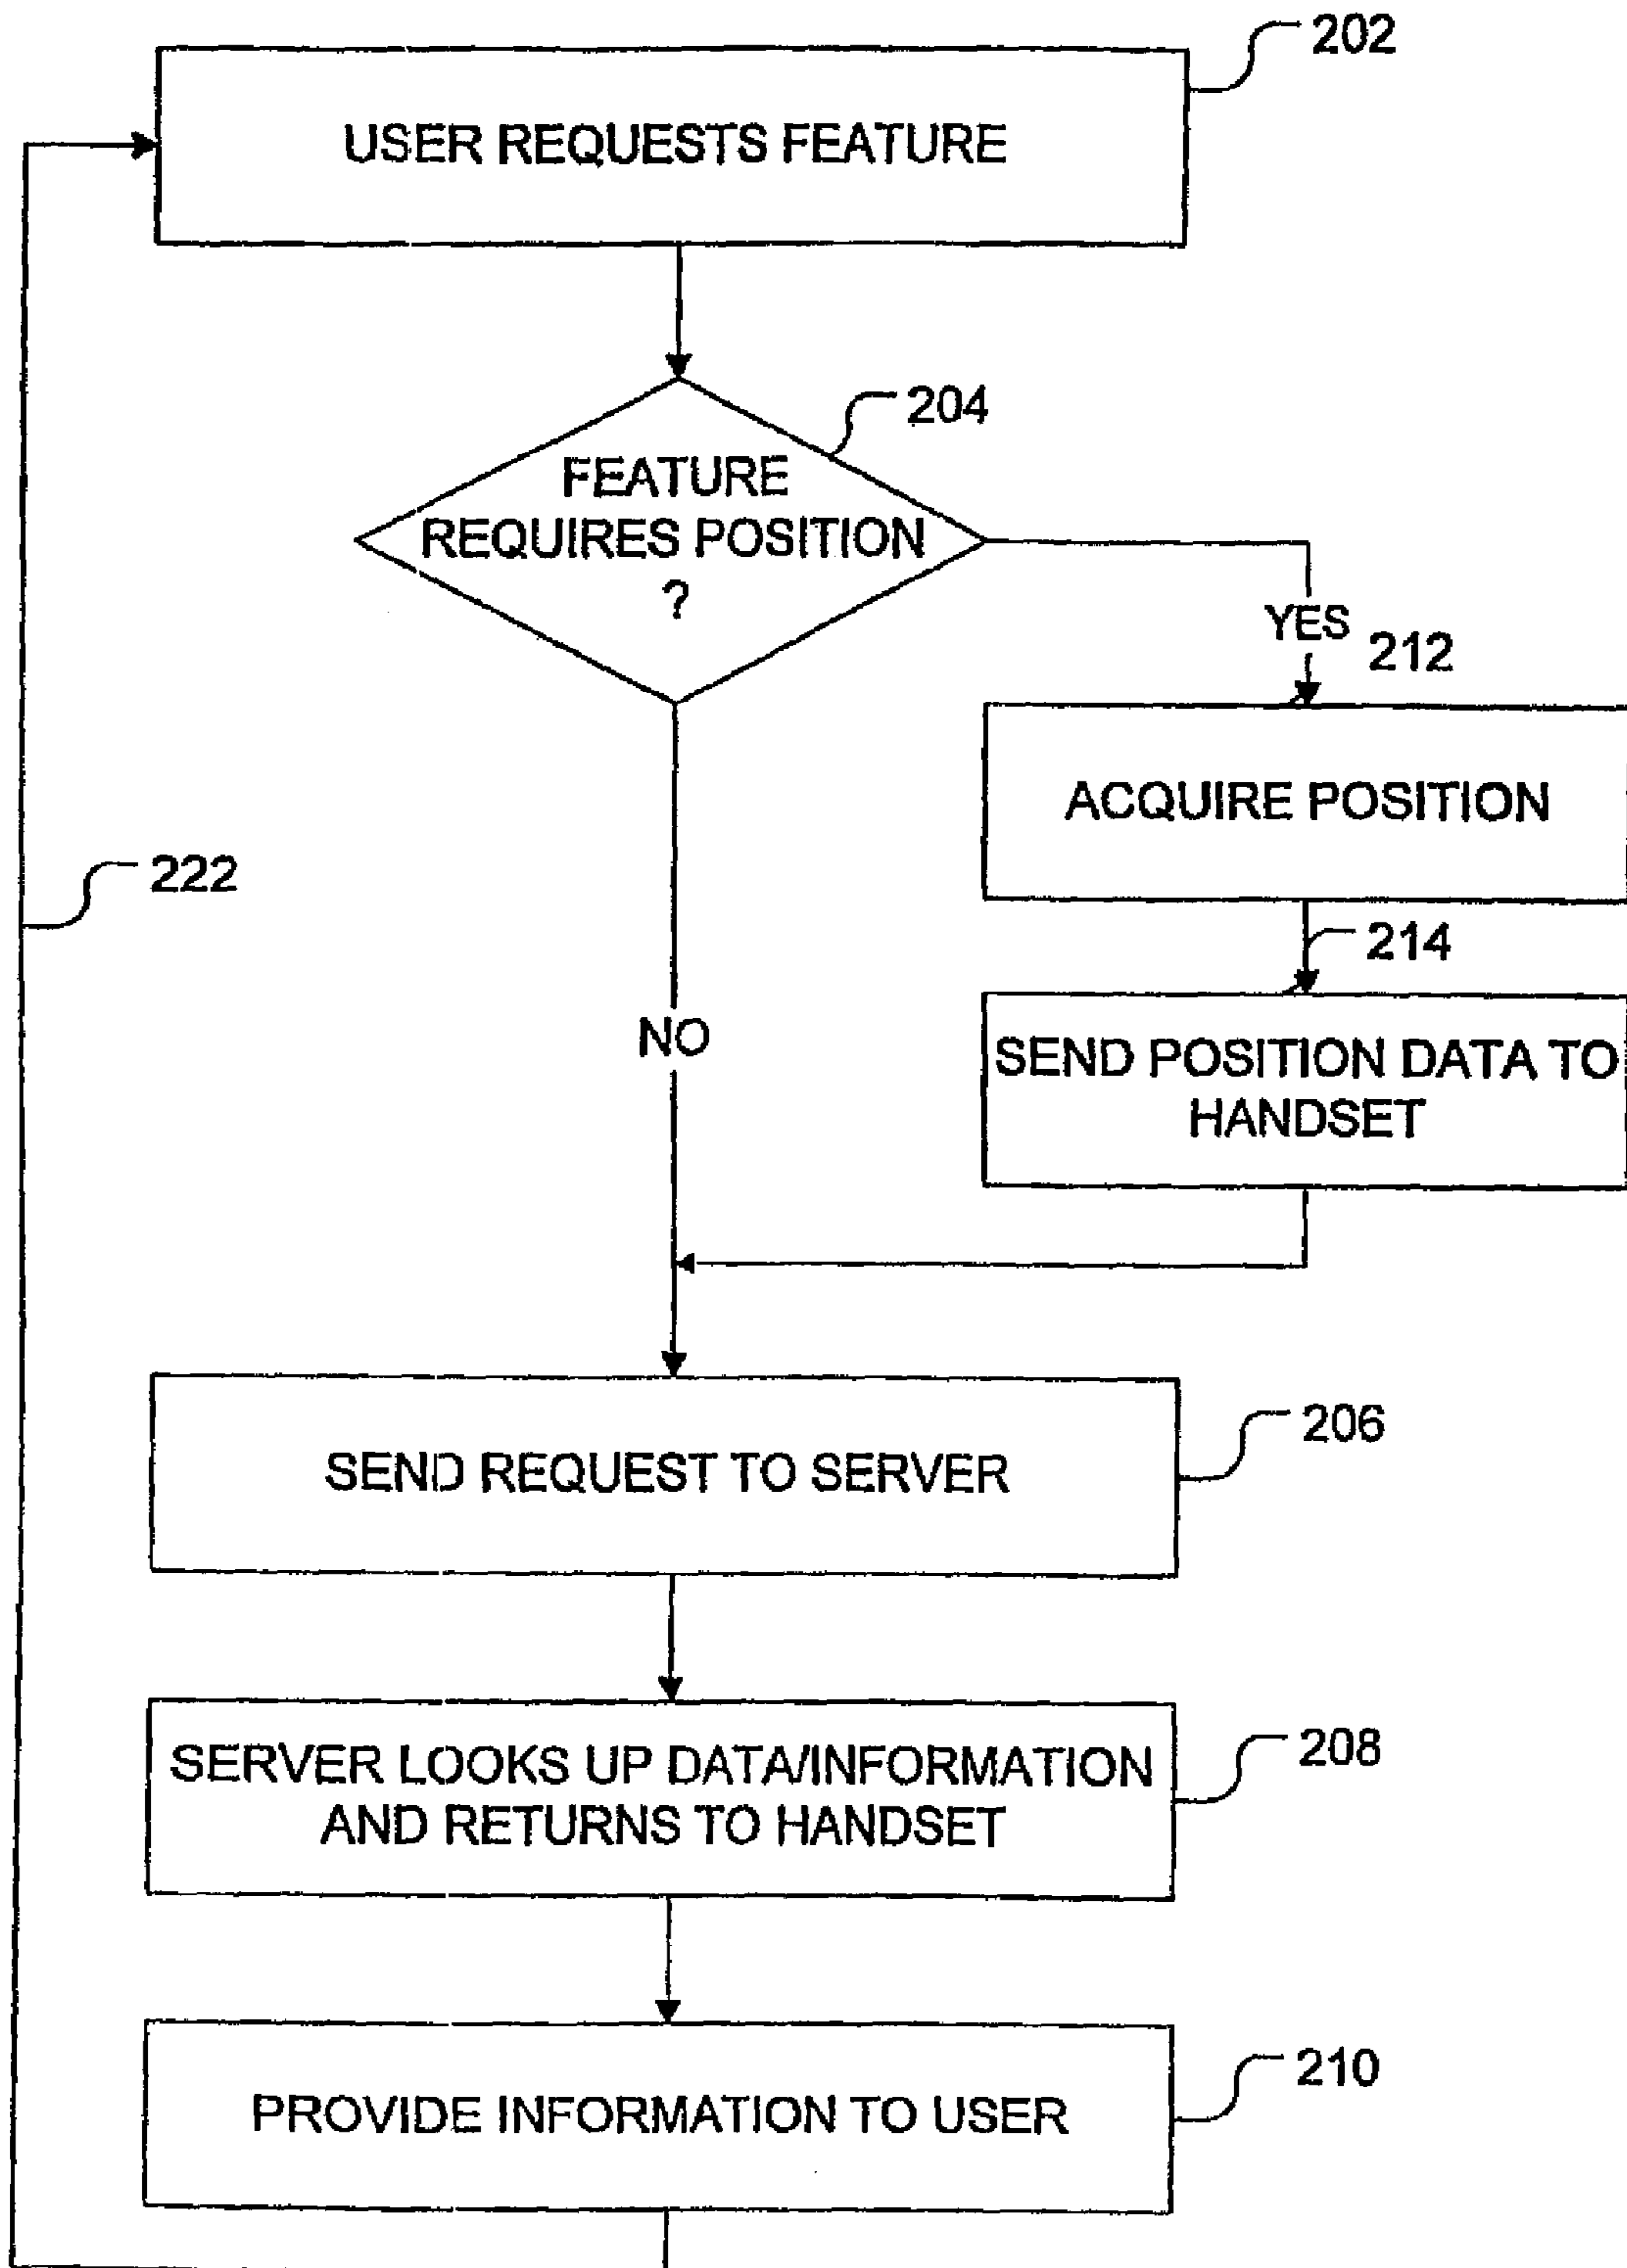 202
USER REQUESTS FEATURE
204
FEATURE
REQUIRES POSITION
?
YES
212
ACQUIRE POSITION
222
214
NO
SEND POSITION DATA TO
HANDSET
206
SEND REQUEST TO SERVER
208
SERVER LOOKS UP DATA/INFORMATION
AND RETURNS TO HANDSET
210
PROVIDE INFORMATION TO USER